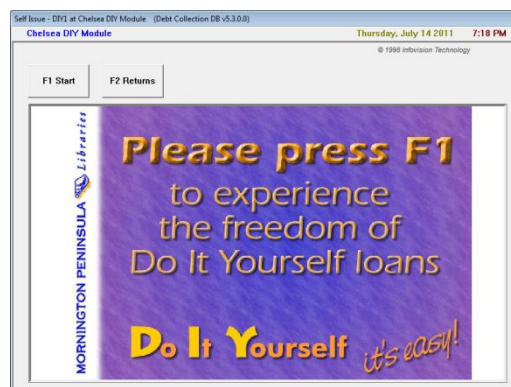 Self Issue - DIY1 at Chelsea DIY Module (Debt Collection DB v5.3.0.0)
Chelsea DIY Module Thursday, July 14 2011 7:18 PM
© 1998 Infovision Technology
F1 Start F2 Returns
MORNINGTON PENINSULA Libraries
Please press F1
to experience
the freedom of
Do It Yourself loans
Do It Yourself it's easy!